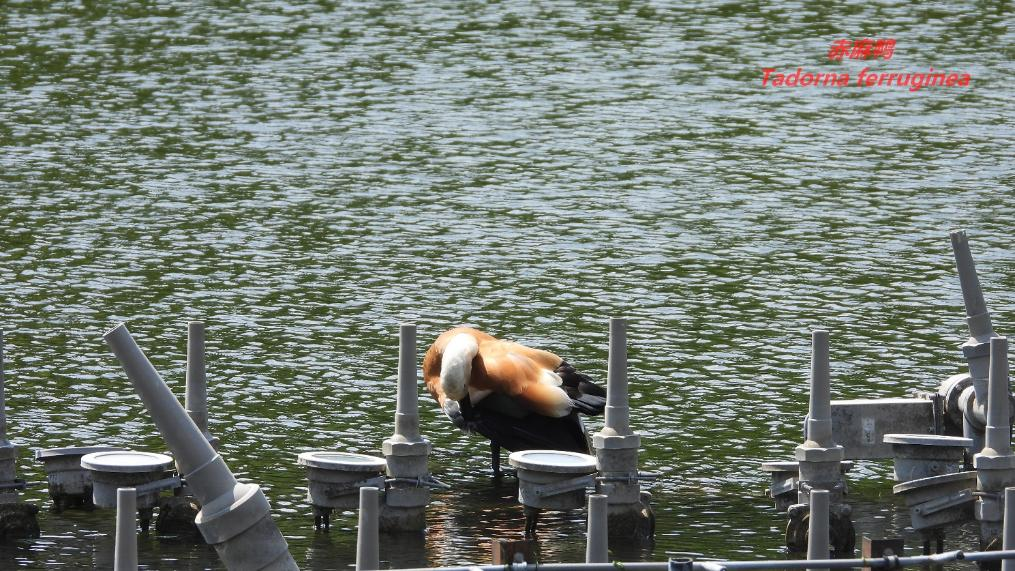 赤麻鸭
Tadorna ferruginea